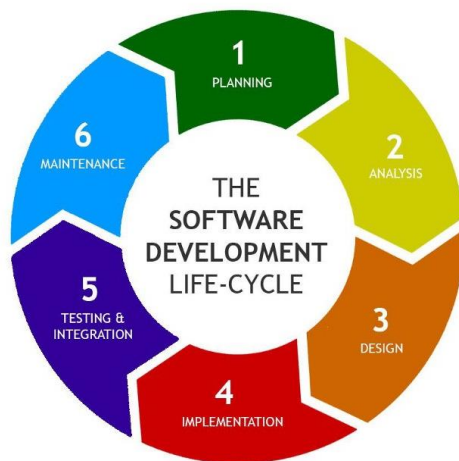 1
PLANNING
2
ANALYSIS
3
DESIGN
4
IMPLEMENTATION
5
TESTING &
INTEGRATION
6
MAINTENANCE
THE
SOFTWARE
DEVELOPMENT
LIFE-CYCLE